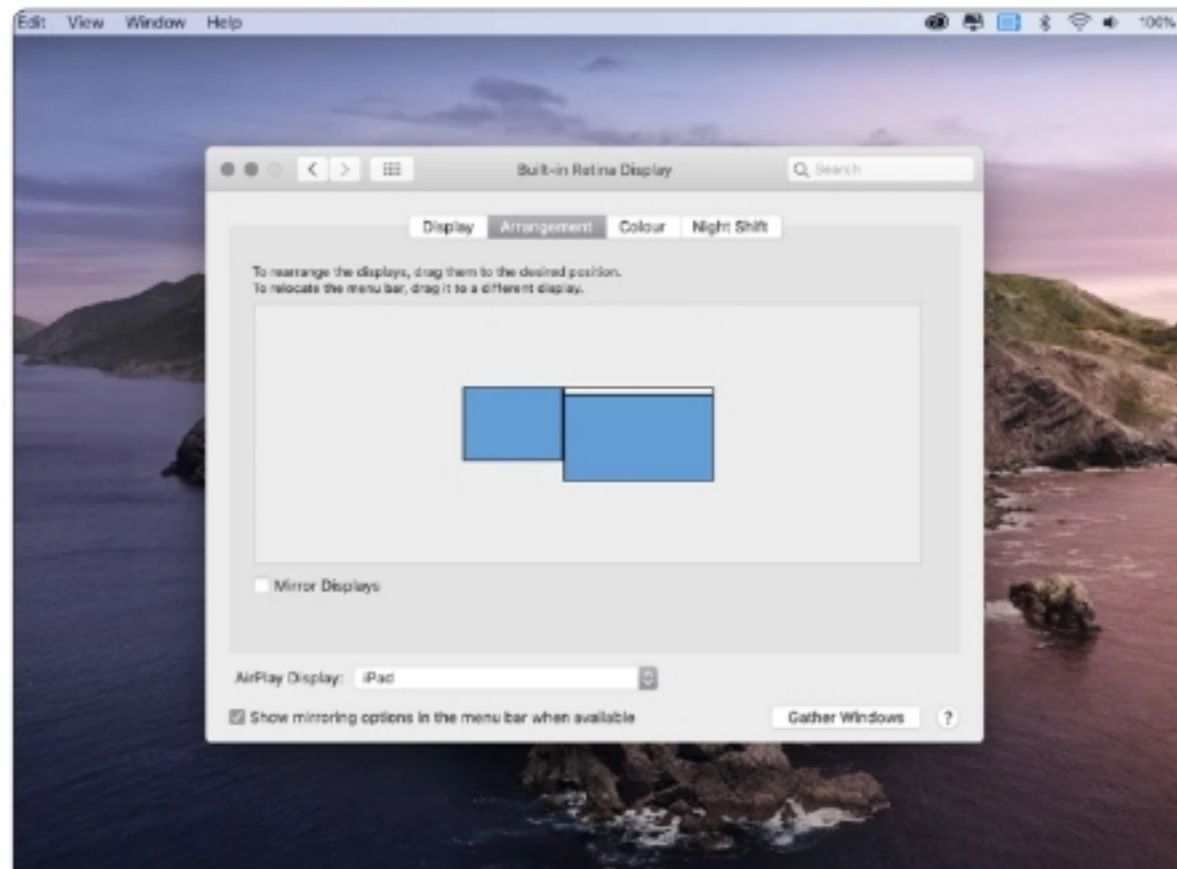 Edit View Window Help 100%
Built-in Retina Display
Search
Display Arrangement Colour Night Shift
To rearrange the displays, drag them to the desired position.
To relocate the menu bar, drag it to a different display.
Mirror Displays
AirPlay Display: iPad
Show mirroring options in the menu bar when available
Gather Windows ?